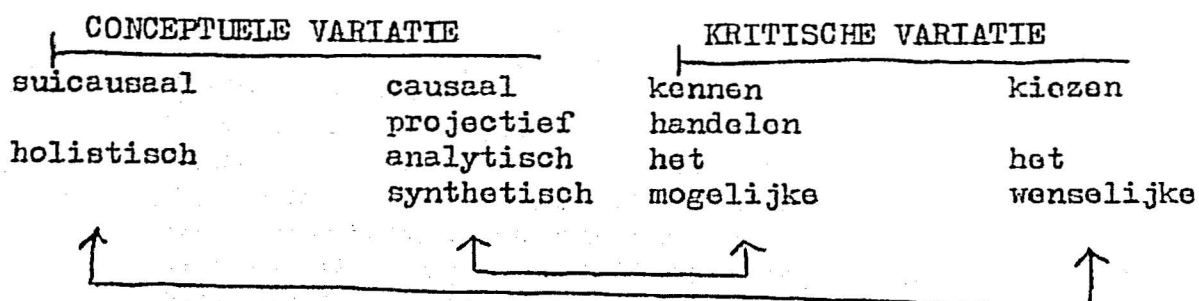 CONCEPTUELE VARIATIE KRITISCHE VARIATIE
suicausaal causaal kennen kiezen
projectief handelen
holistisch analytisch het het
synthetisch mogelijke wenselijke